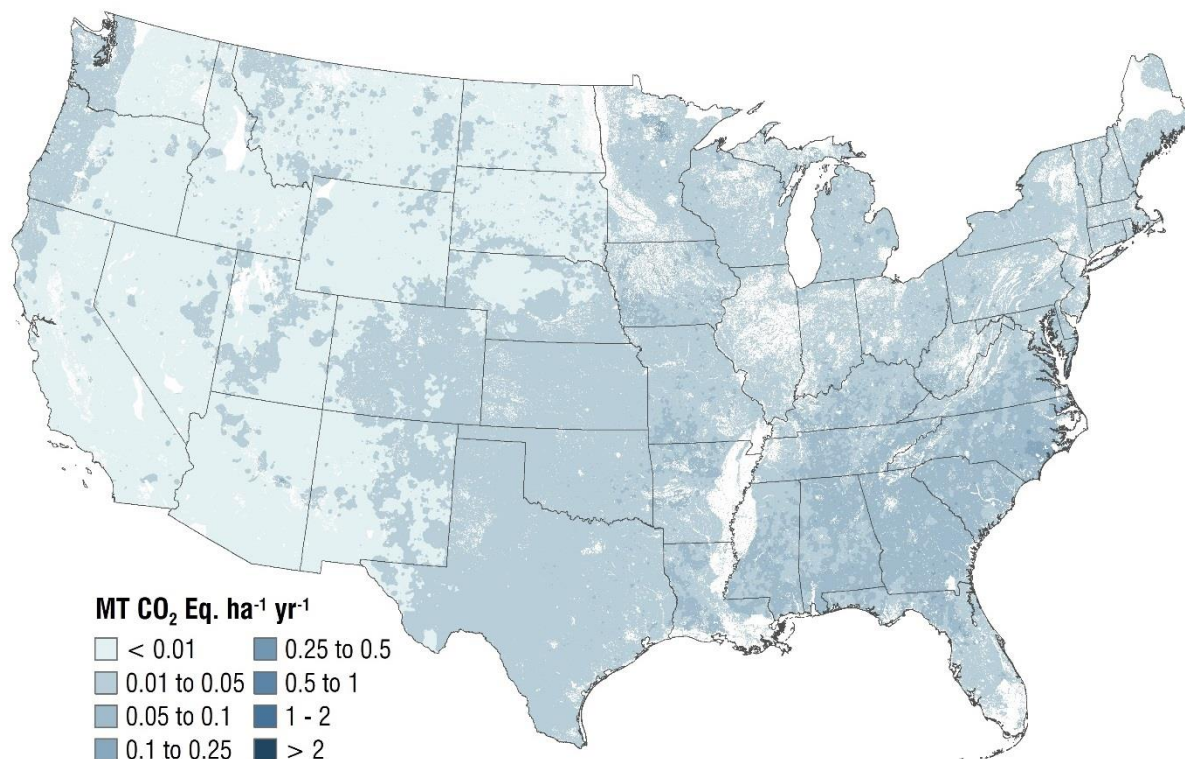 MT CO₂ Eq. ha⁻¹ yr⁻¹
< 0.01
0.01 to 0.05
0.05 to 0.1
0.1 to 0.25
0.25 to 0.5
0.5 to 1
1 - 2
> 2